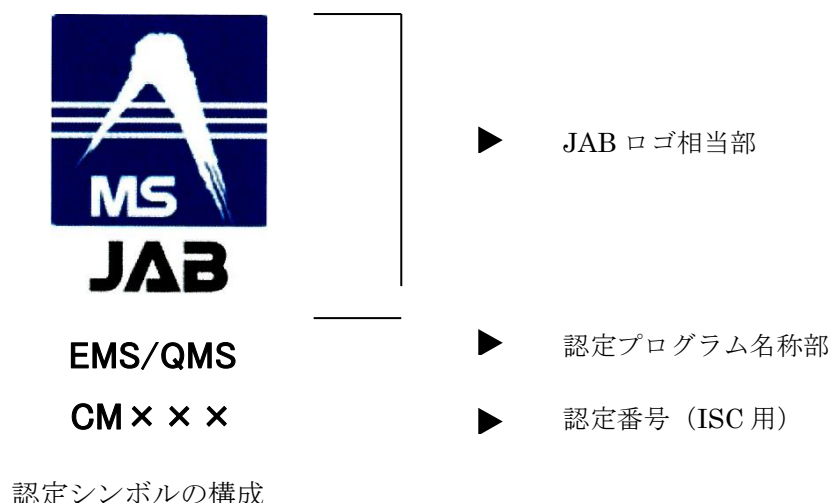 MS
JAB
▶ JAB ロゴ相当部
EMS/QMS ▶ 認定プログラム名称部
CM××× ▶ 認定番号（ISC 用）
認定シンボルの構成